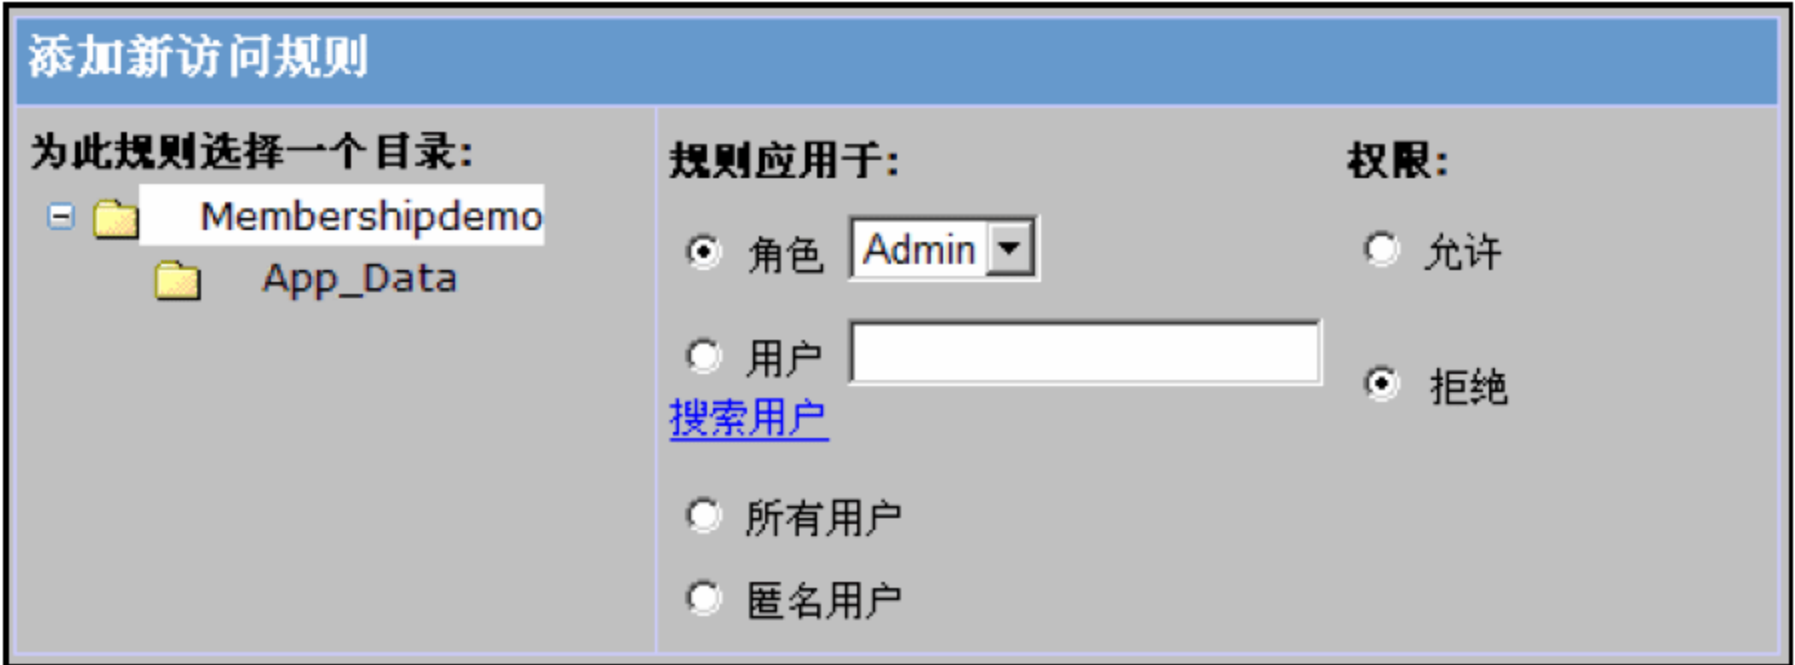 添加新访问规则
为此规则选择一个目录:
Membershipdemo
App_Data
规则应用于:
角色 Admin
用户
搜索用户
所有用户
匿名用户
权限:
允许
拒绝